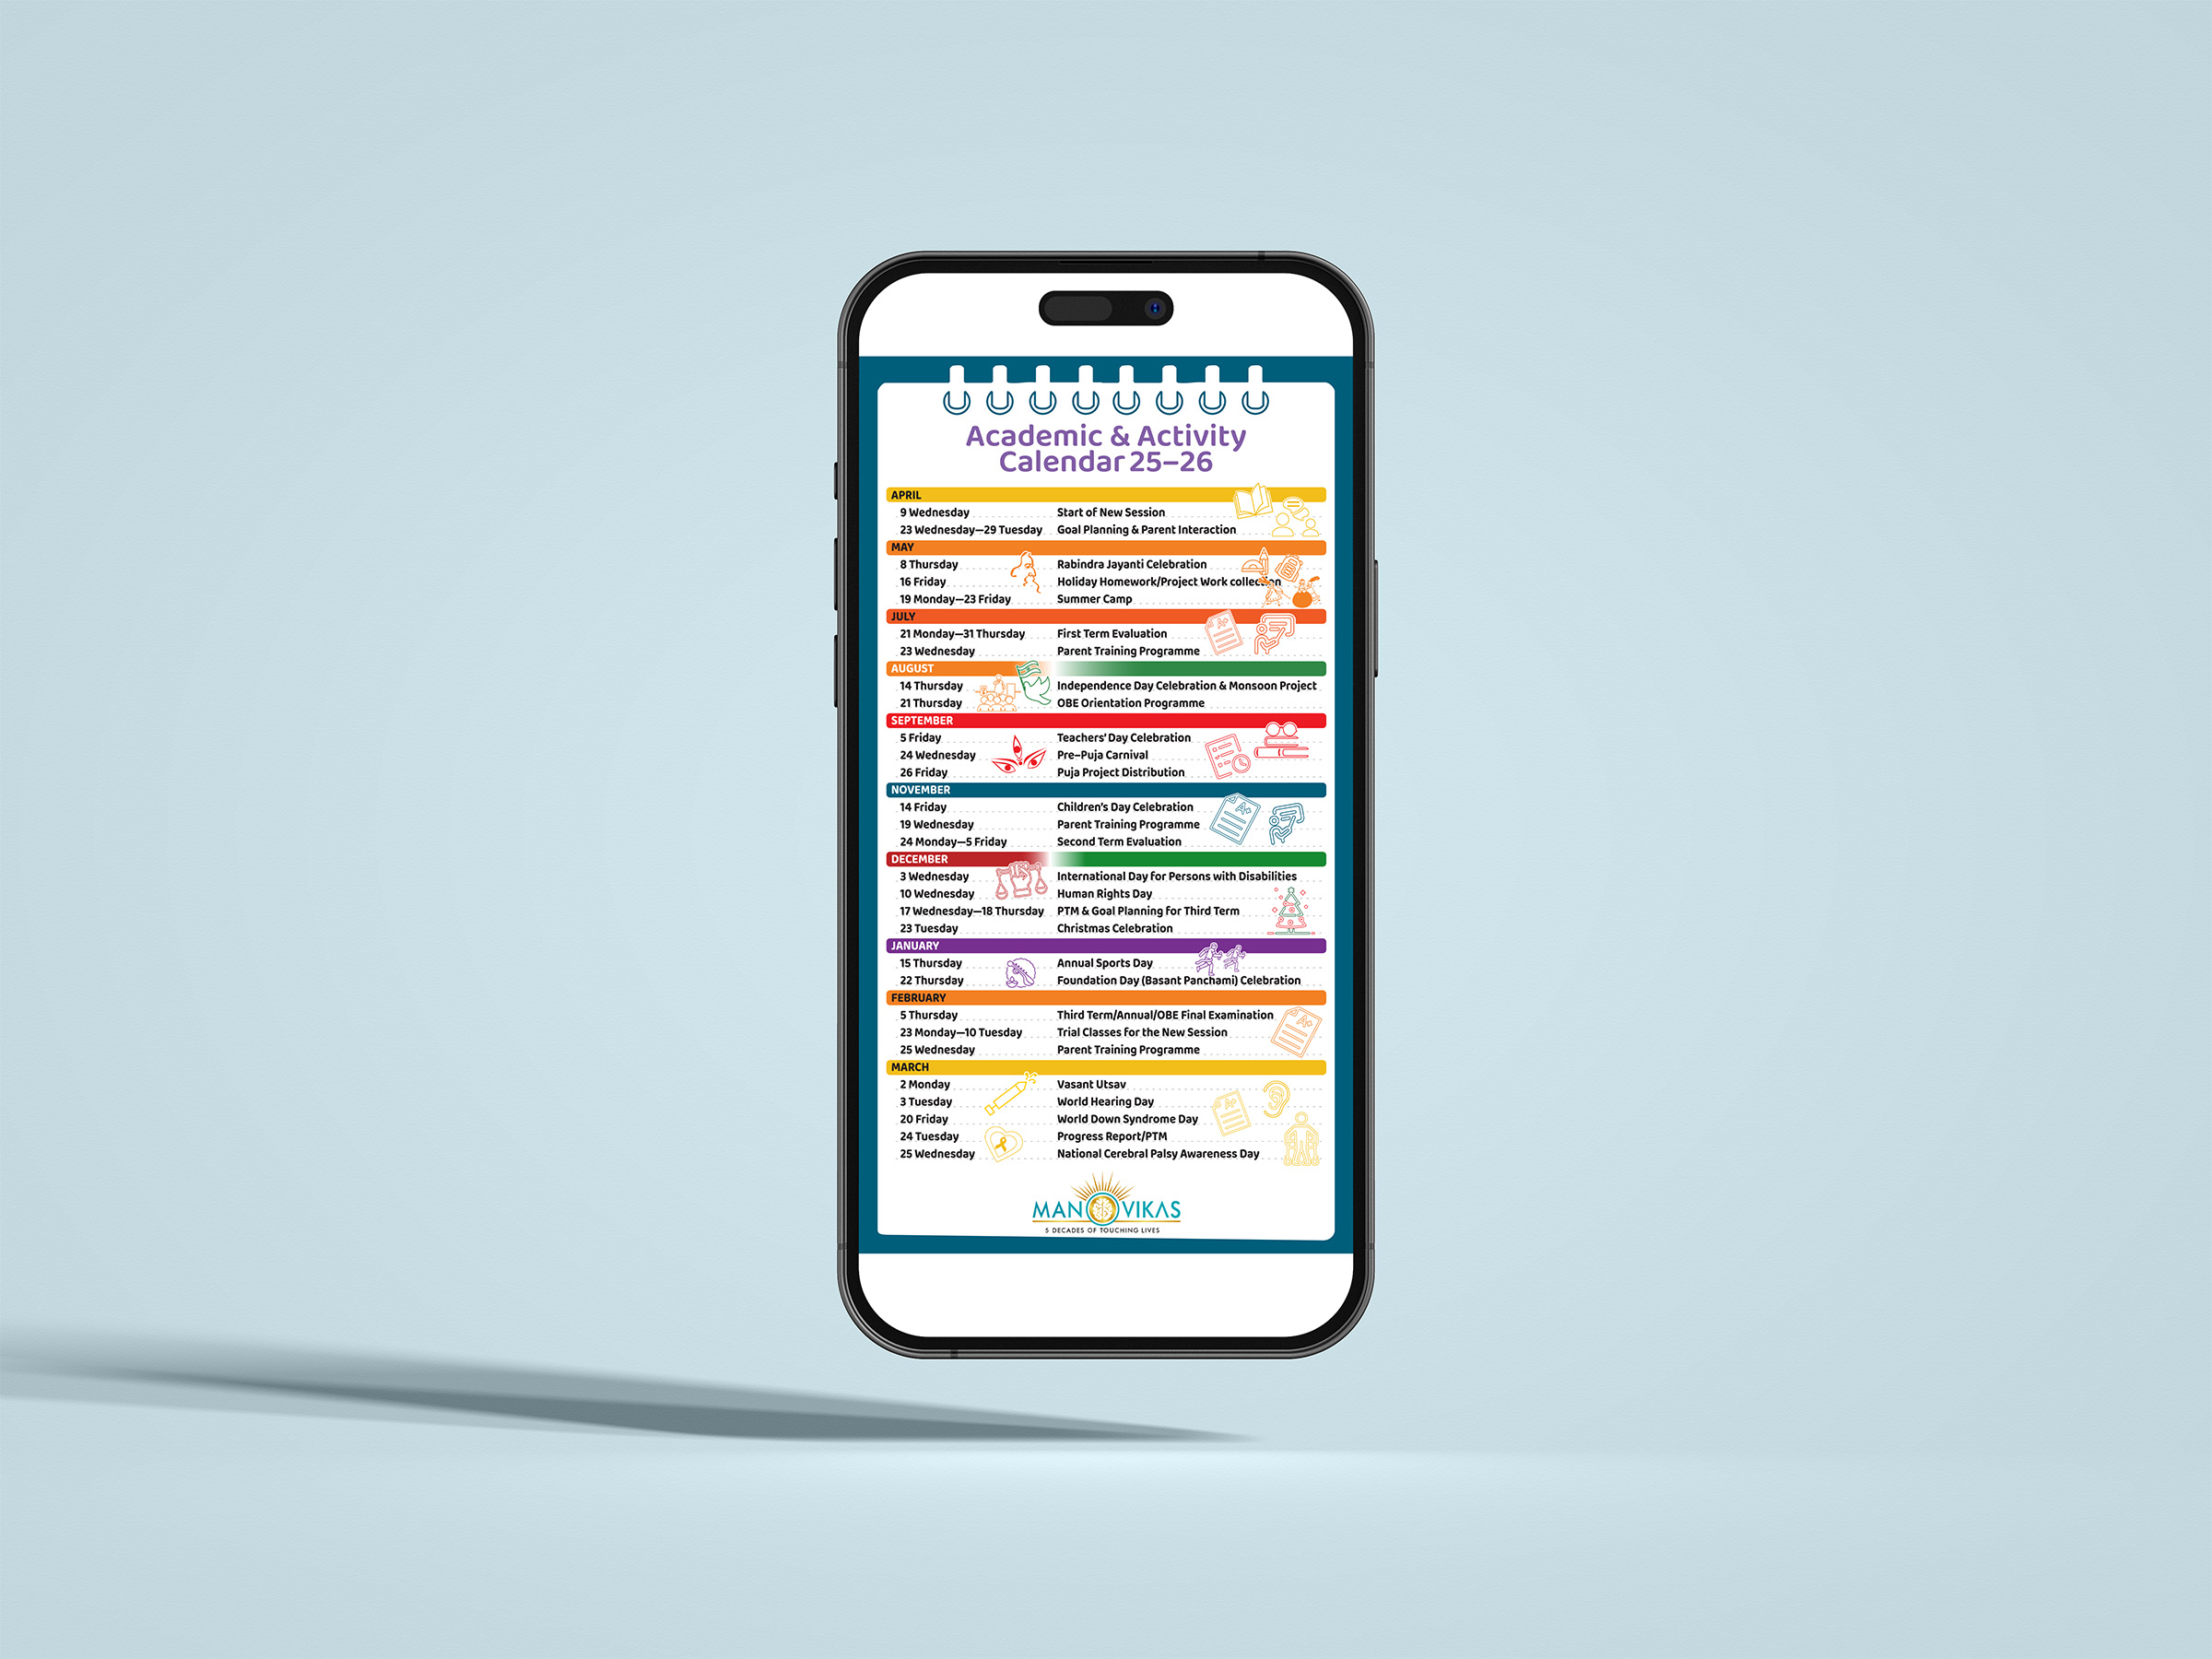 Academic & Activity
Calendar 25–26
APRIL
9 Wednesday Start of New Session
23 Wednesday–29 Tuesday Goal Planning & Parent Interaction
MAY
8 Thursday Rabindra Jayanti Celebration
16 Friday Holiday Homework/Project Work collection
19 Monday–23 Friday Summer Camp
JULY
21 Monday–31 Thursday First Term Evaluation
23 Wednesday Parent Training Programme
AUGUST
14 Thursday Independence Day Celebration & Monsoon Project
21 Thursday OBE Orientation Programme
SEPTEMBER
5 Friday Teachers' Day Celebration
24 Wednesday Pre–Puja Carnival
26 Friday Puja Project Distribution
NOVEMBER
14 Friday Children's Day Celebration
19 Wednesday Parent Training Programme
24 Monday–5 Friday Second Term Evaluation
DECEMBER
3 Wednesday International Day for Persons with Disabilities
10 Wednesday Human Rights Day
17 Wednesday–18 Thursday PTM & Goal Planning for Third Term
23 Tuesday Christmas Celebration
JANUARY
15 Thursday Annual Sports Day
22 Thursday Foundation Day (Basant Panchami) Celebration
FEBRUARY
5 Thursday Third Term/Annual/OBE Final Examination
23 Monday–10 Tuesday Trial Classes for the New Session
25 Wednesday Parent Training Programme
MARCH
2 Monday Vasant Utsav
3 Tuesday World Hearing Day
20 Friday World Down Syndrome Day
24 Tuesday Progress Report/PTM
25 Wednesday National Cerebral Palsy Awareness Day
MANOVIKAS
5 DECADES OF TOUCHING LIVES